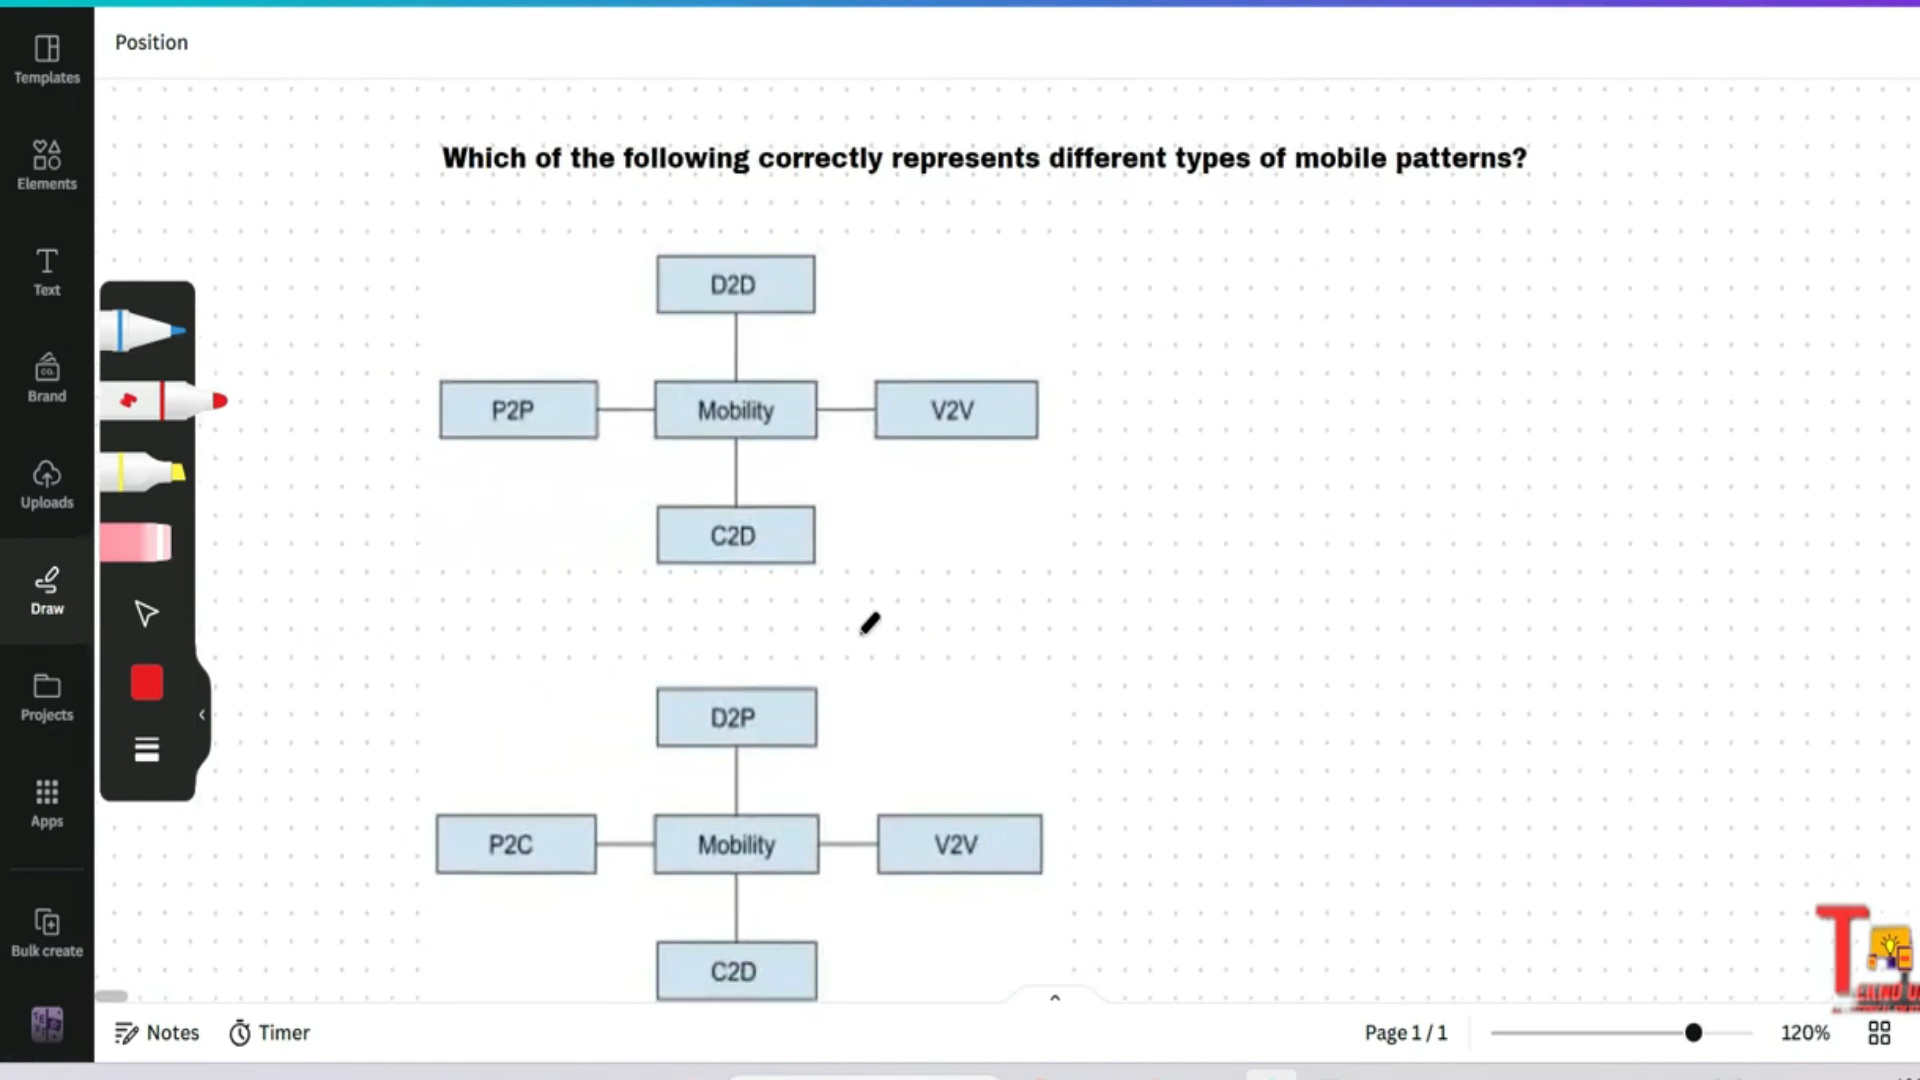 Position
Templates
Which of the following correctly represents different types of mobile patterns?
Elements
D2D
Text
P2P
Mobility
V2V
Brand
CO.
Uploads
C2D
Draw
Projects
D2P
Apps
P2C
Mobility
V2V
Bulk create
C2D
Notes
Timer
Page 1 / 1
120%